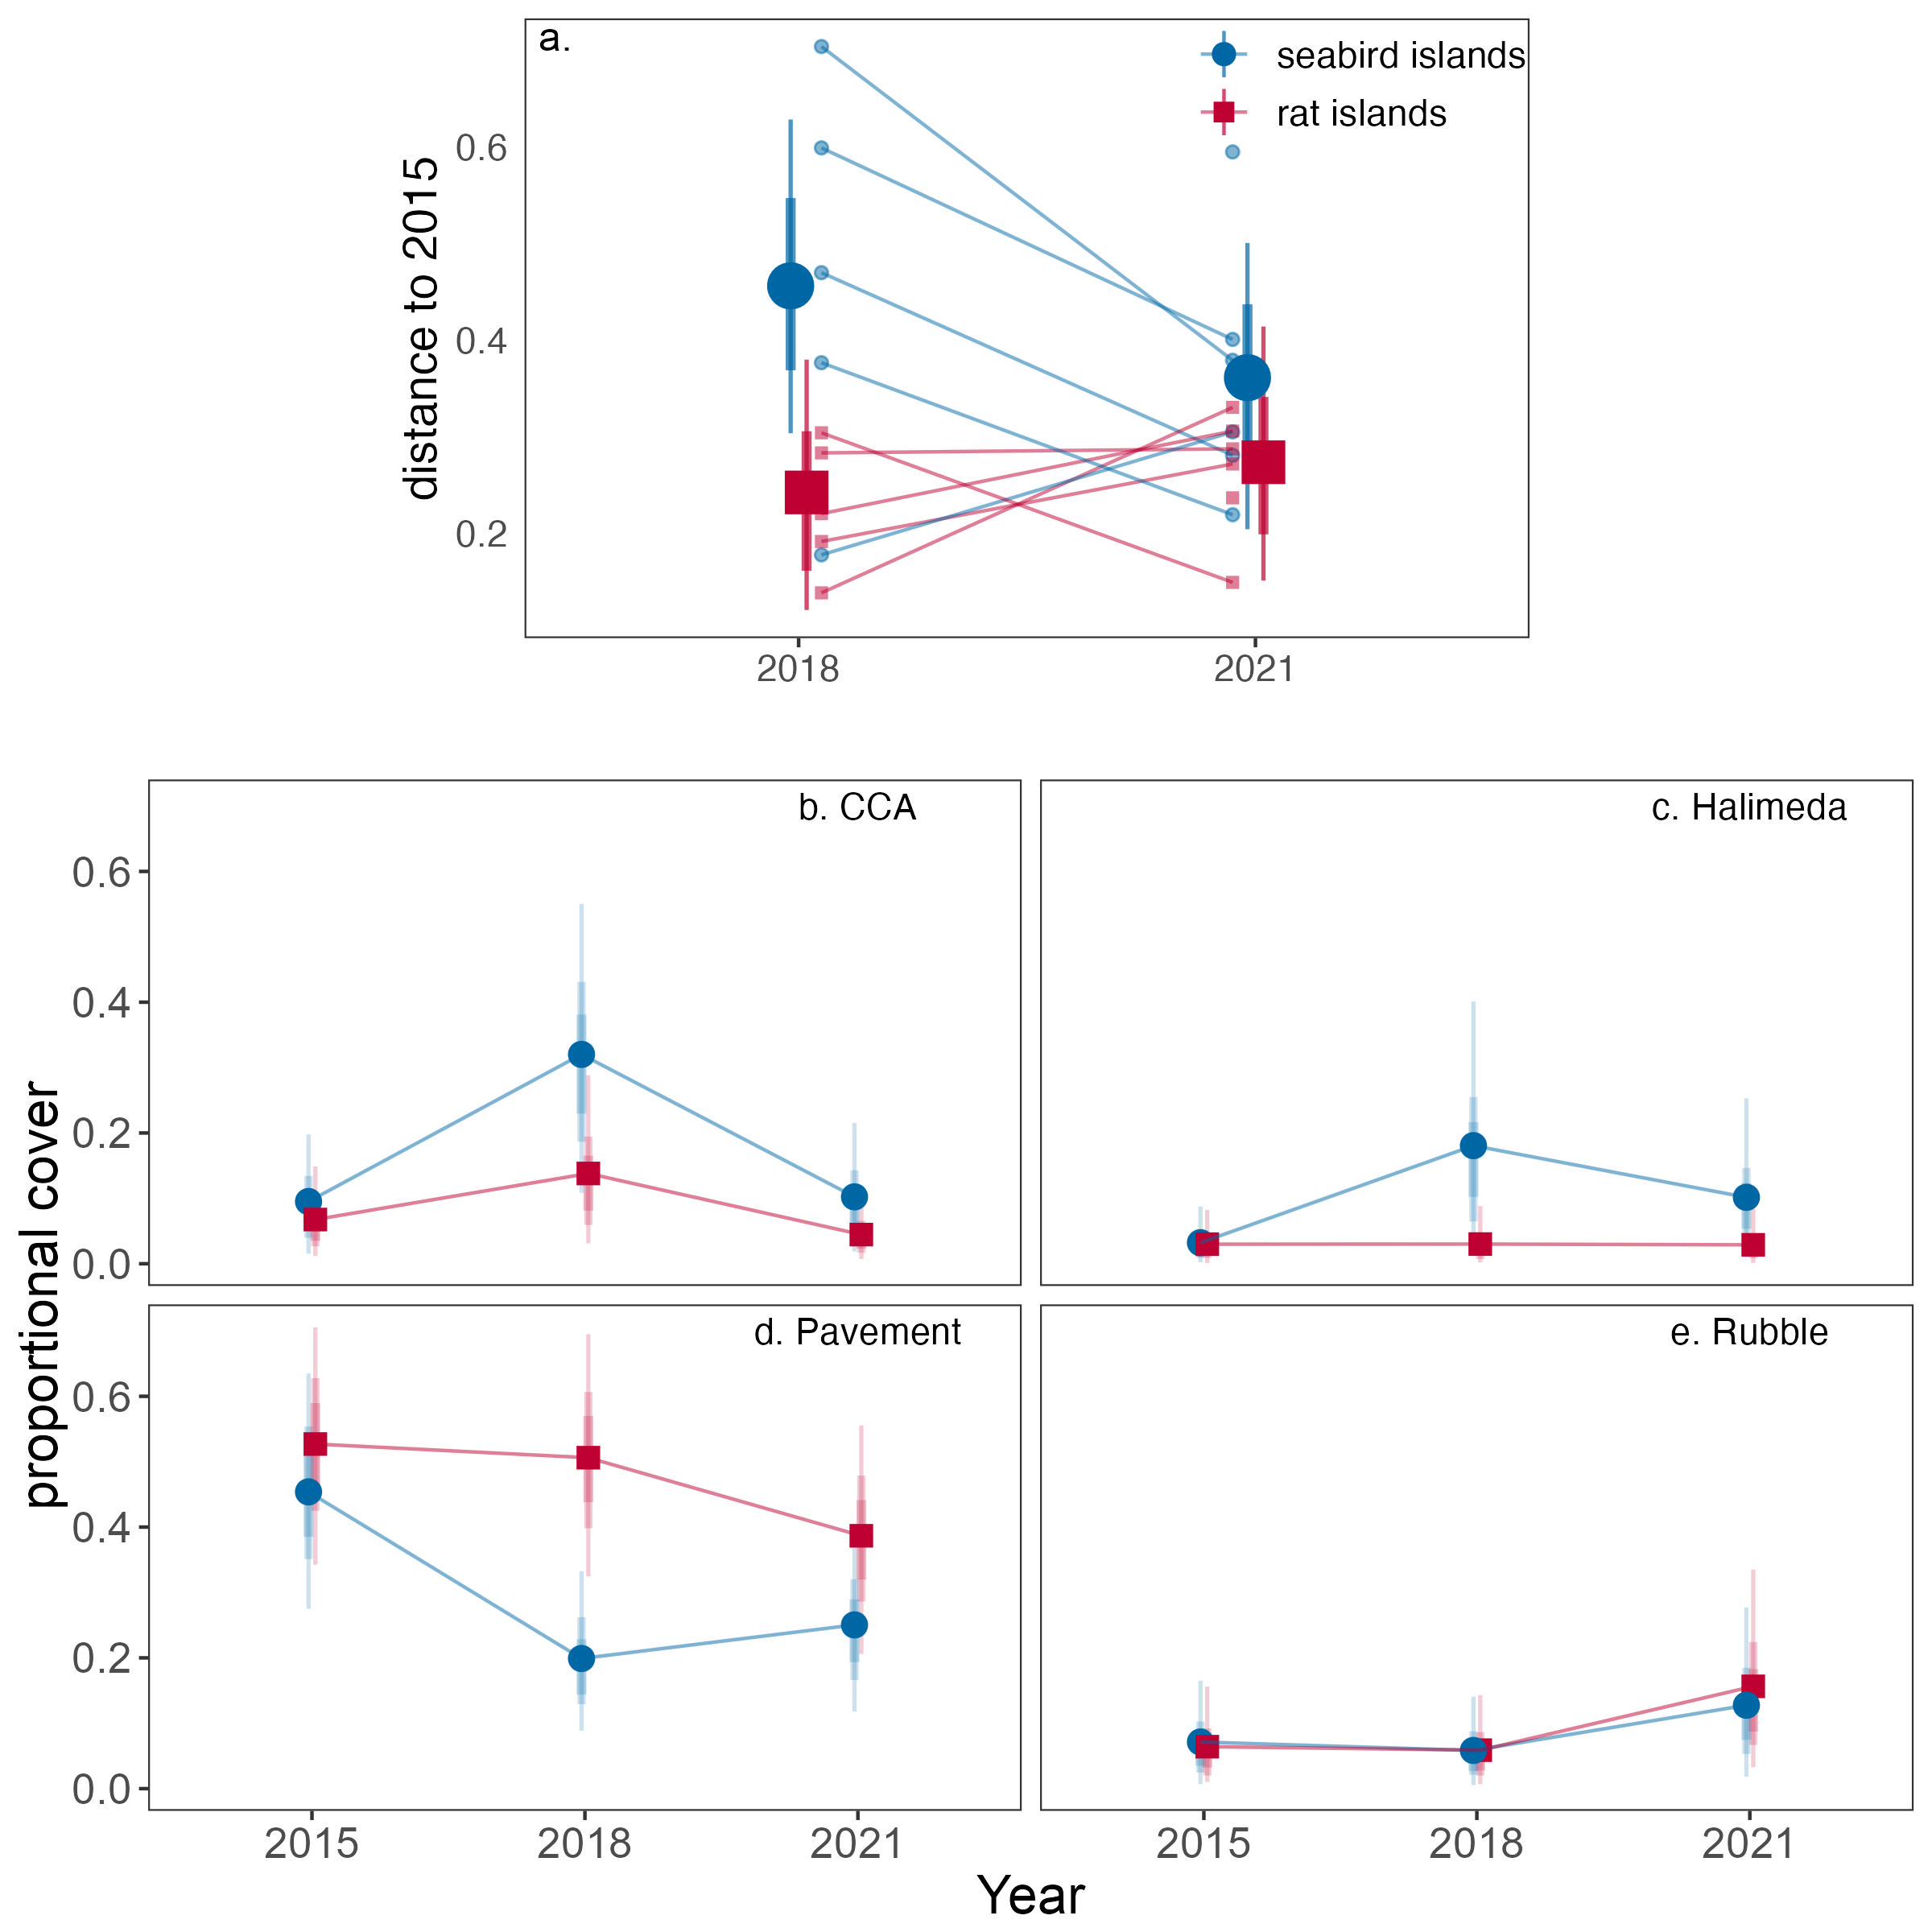 a.
seabird islands
rat islands
distance to 2015
0.6
0.4
0.2
2018 2021
proportional cover
b. CCA
c. Halimeda
0.6
0.4
0.2
0.0
d. Pavement
e. Rubble
0.6
0.4
0.2
0.0
2015 2018 2021 2015 2018 2021
Year